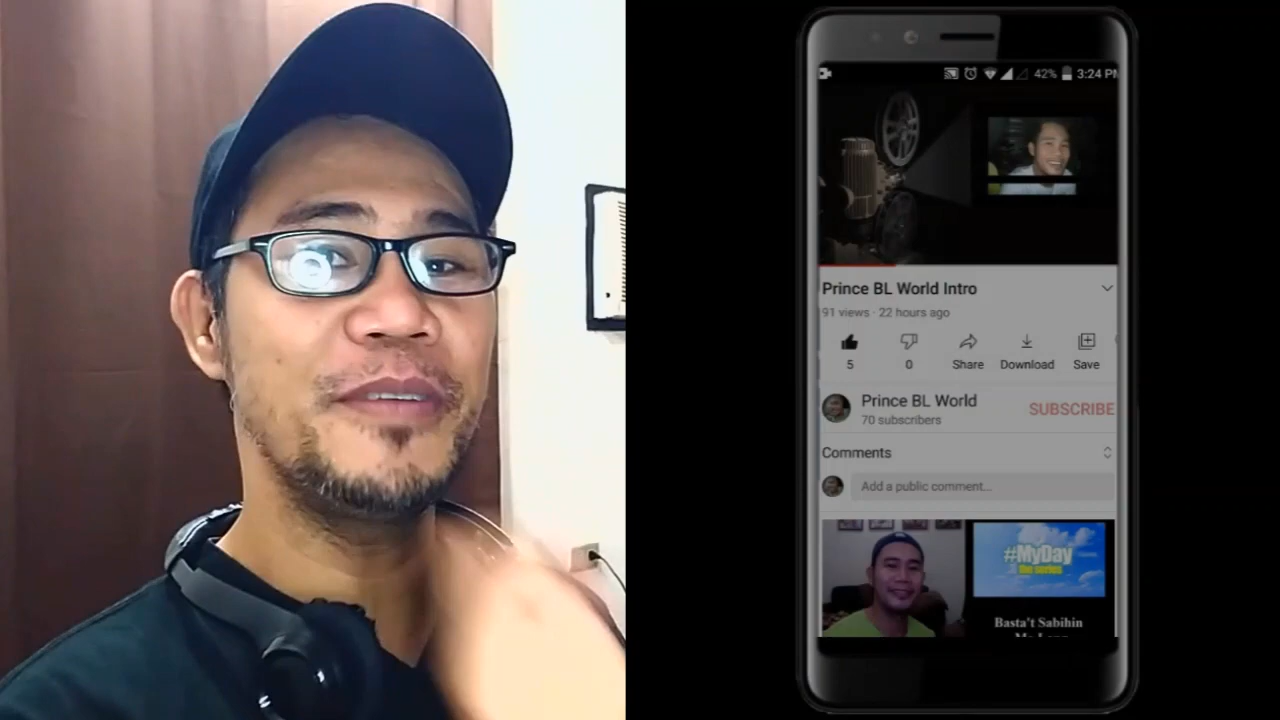 42% 3:24 PM
Prince BL World Intro
91 views · 22 hours ago
5
0
Share
Download
Save
Prince BL World
70 subscribers
SUBSCRIBE
Comments
Add a public comment...
#MyDay
the series
Basta't Sabihin